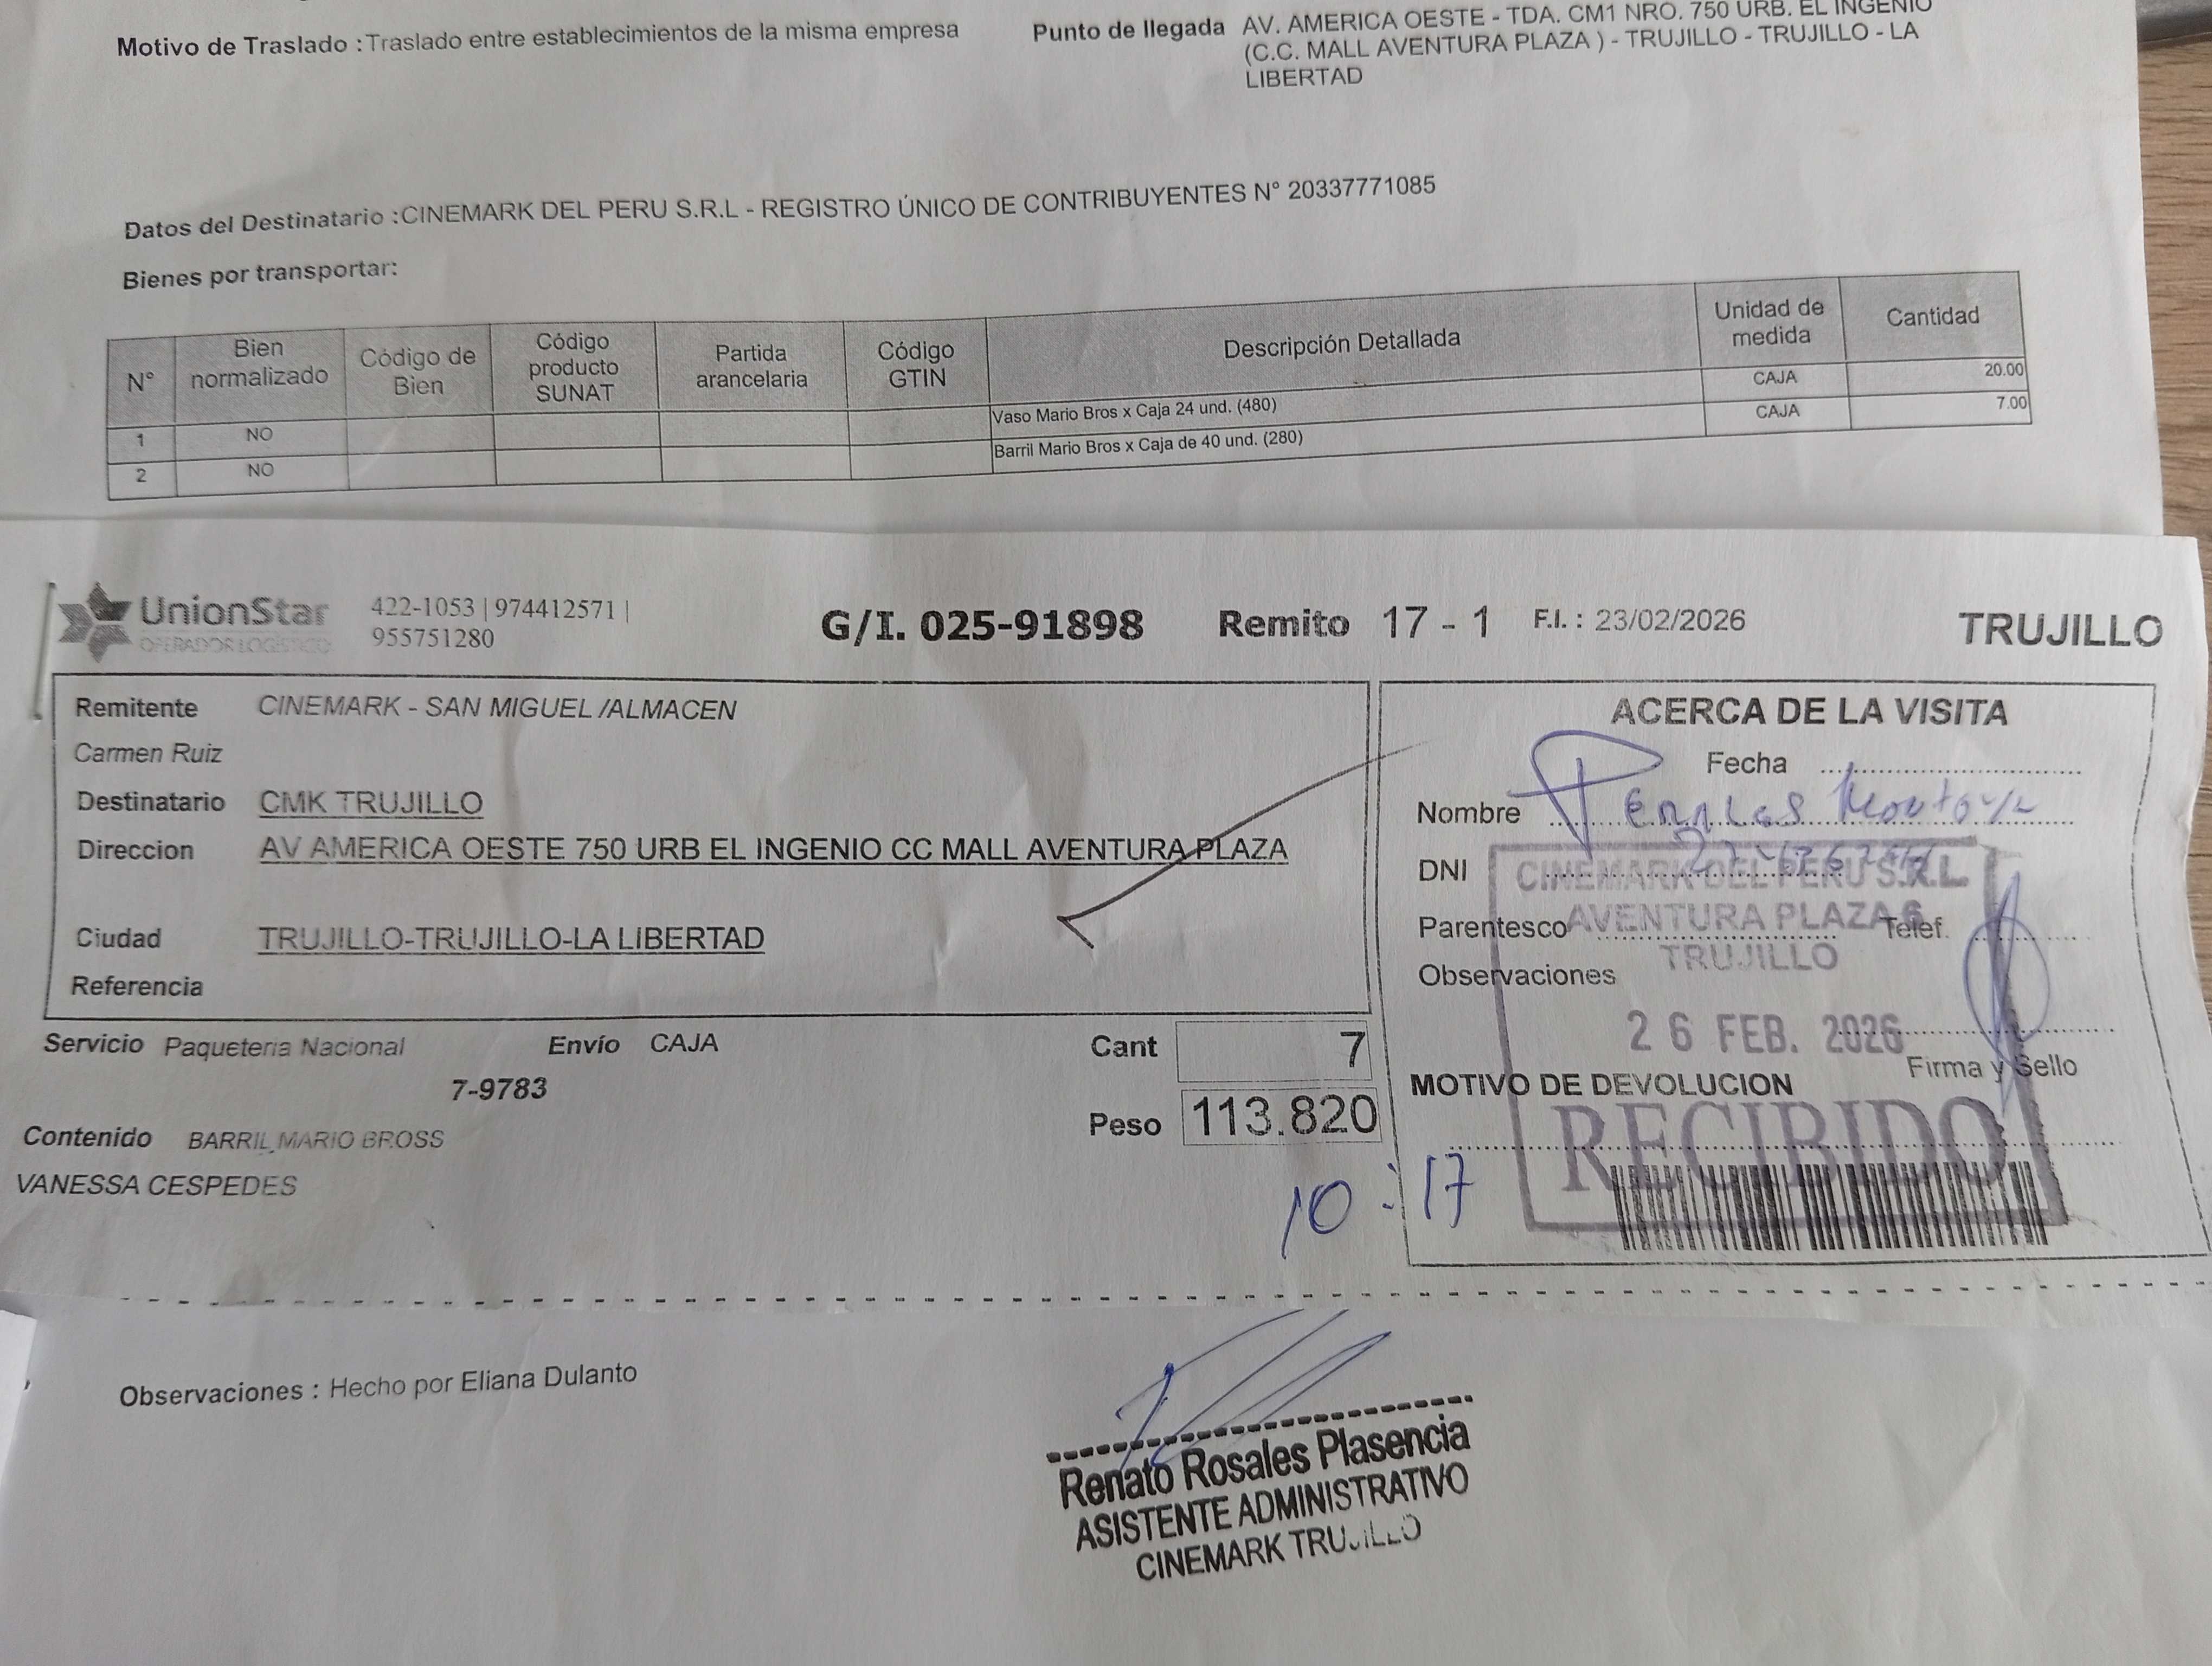 Motivo de Traslado : Traslado entre establecimientos de la misma empresa
Punto de llegada AV. AMERICA OESTE - TDA. CM1 NRO. 750 URB. EL INGENIO
(C.C. MALL AVENTURA PLAZA ) - TRUJILLO - TRUJILLO - LA
LIBERTAD
Datos del Destinatario :CINEMARK DEL PERU S.R.L - REGISTRO ÚNICO DE CONTRIBUYENTES N° 20337771085
Bienes por transportar:
N° Bien normalizado Código de Bien Código producto SUNAT Partida arancelaria Código GTIN Descripción Detallada Unidad de medida Cantidad
1 NO Vaso Mario Bros x Caja 24 und. (480) CAJA 20.00
2 NO Barril Mario Bros x Caja de 40 und. (280) CAJA 7.00
UnionStar
OPERADOR LOGISTICO
422-1053 | 974412571 |
955751280
G/I. 025-91898 Remito 17 - 1 F.I. : 23/02/2026 TRUJILLO
Remitente CINEMARK - SAN MIGUEL /ALMACEN
Carmen Ruiz
Destinatario CMK TRUJILLO
Direccion AV AMERICA OESTE 750 URB EL INGENIO CC MALL AVENTURA PLAZA
Ciudad TRUJILLO-TRUJILLO-LA LIBERTAD
Referencia
Servicio Paqueteria Nacional Envío CAJA Cant 7
7-9783
Peso 113.820
Contenido BARRIL MARIO BROSS
VANESSA CESPEDES
10:17
ACERCA DE LA VISITA
Fecha
Nombre
DNI
Parentesco Telef.
Observaciones
Firma y Sello
MOTIVO DE DEVOLUCION
CINEMARK DEL PERU S.R.L
AVENTURA PLAZA
TRUJILLO
26 FEB. 2026
RECIBIDO
Observaciones : Hecho por Eliana Dulanto
Renato Rosales Plasencia
ASISTENTE ADMINISTRATIVO
CINEMARK TRUJILLO